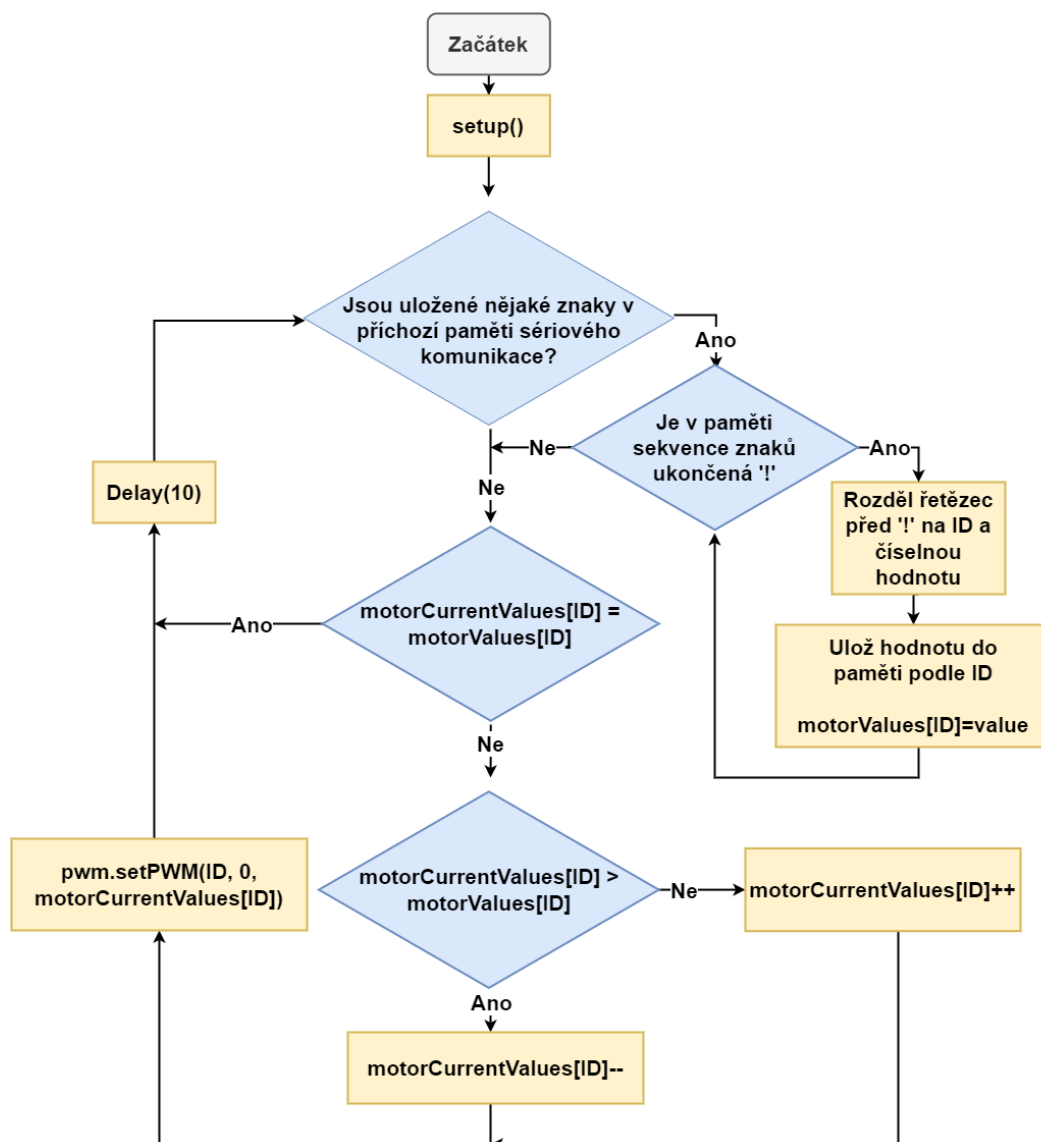 Začátek
setup()
Jsou uložené nějaké znaky v
příchozí paměti sériového
komunikace?
Ano
Je v paměti
sekvence znaků
ukončená '!'
Ne
Ano
Ne
Delay(10)
Rozděl řetězec
před '!' na ID a
číselnou
hodnotu
motorCurrentValues[ID] =
motorValues[ID]
Ano
Ulož hodnotu do
paměti podle ID
motorValues[ID]=value
Ne
pwm.setPWM(ID, 0,
motorCurrentValues[ID])
motorCurrentValues[ID] >
motorValues[ID]
Ne
motorCurrentValues[ID]++
Ano
motorCurrentValues[ID]--